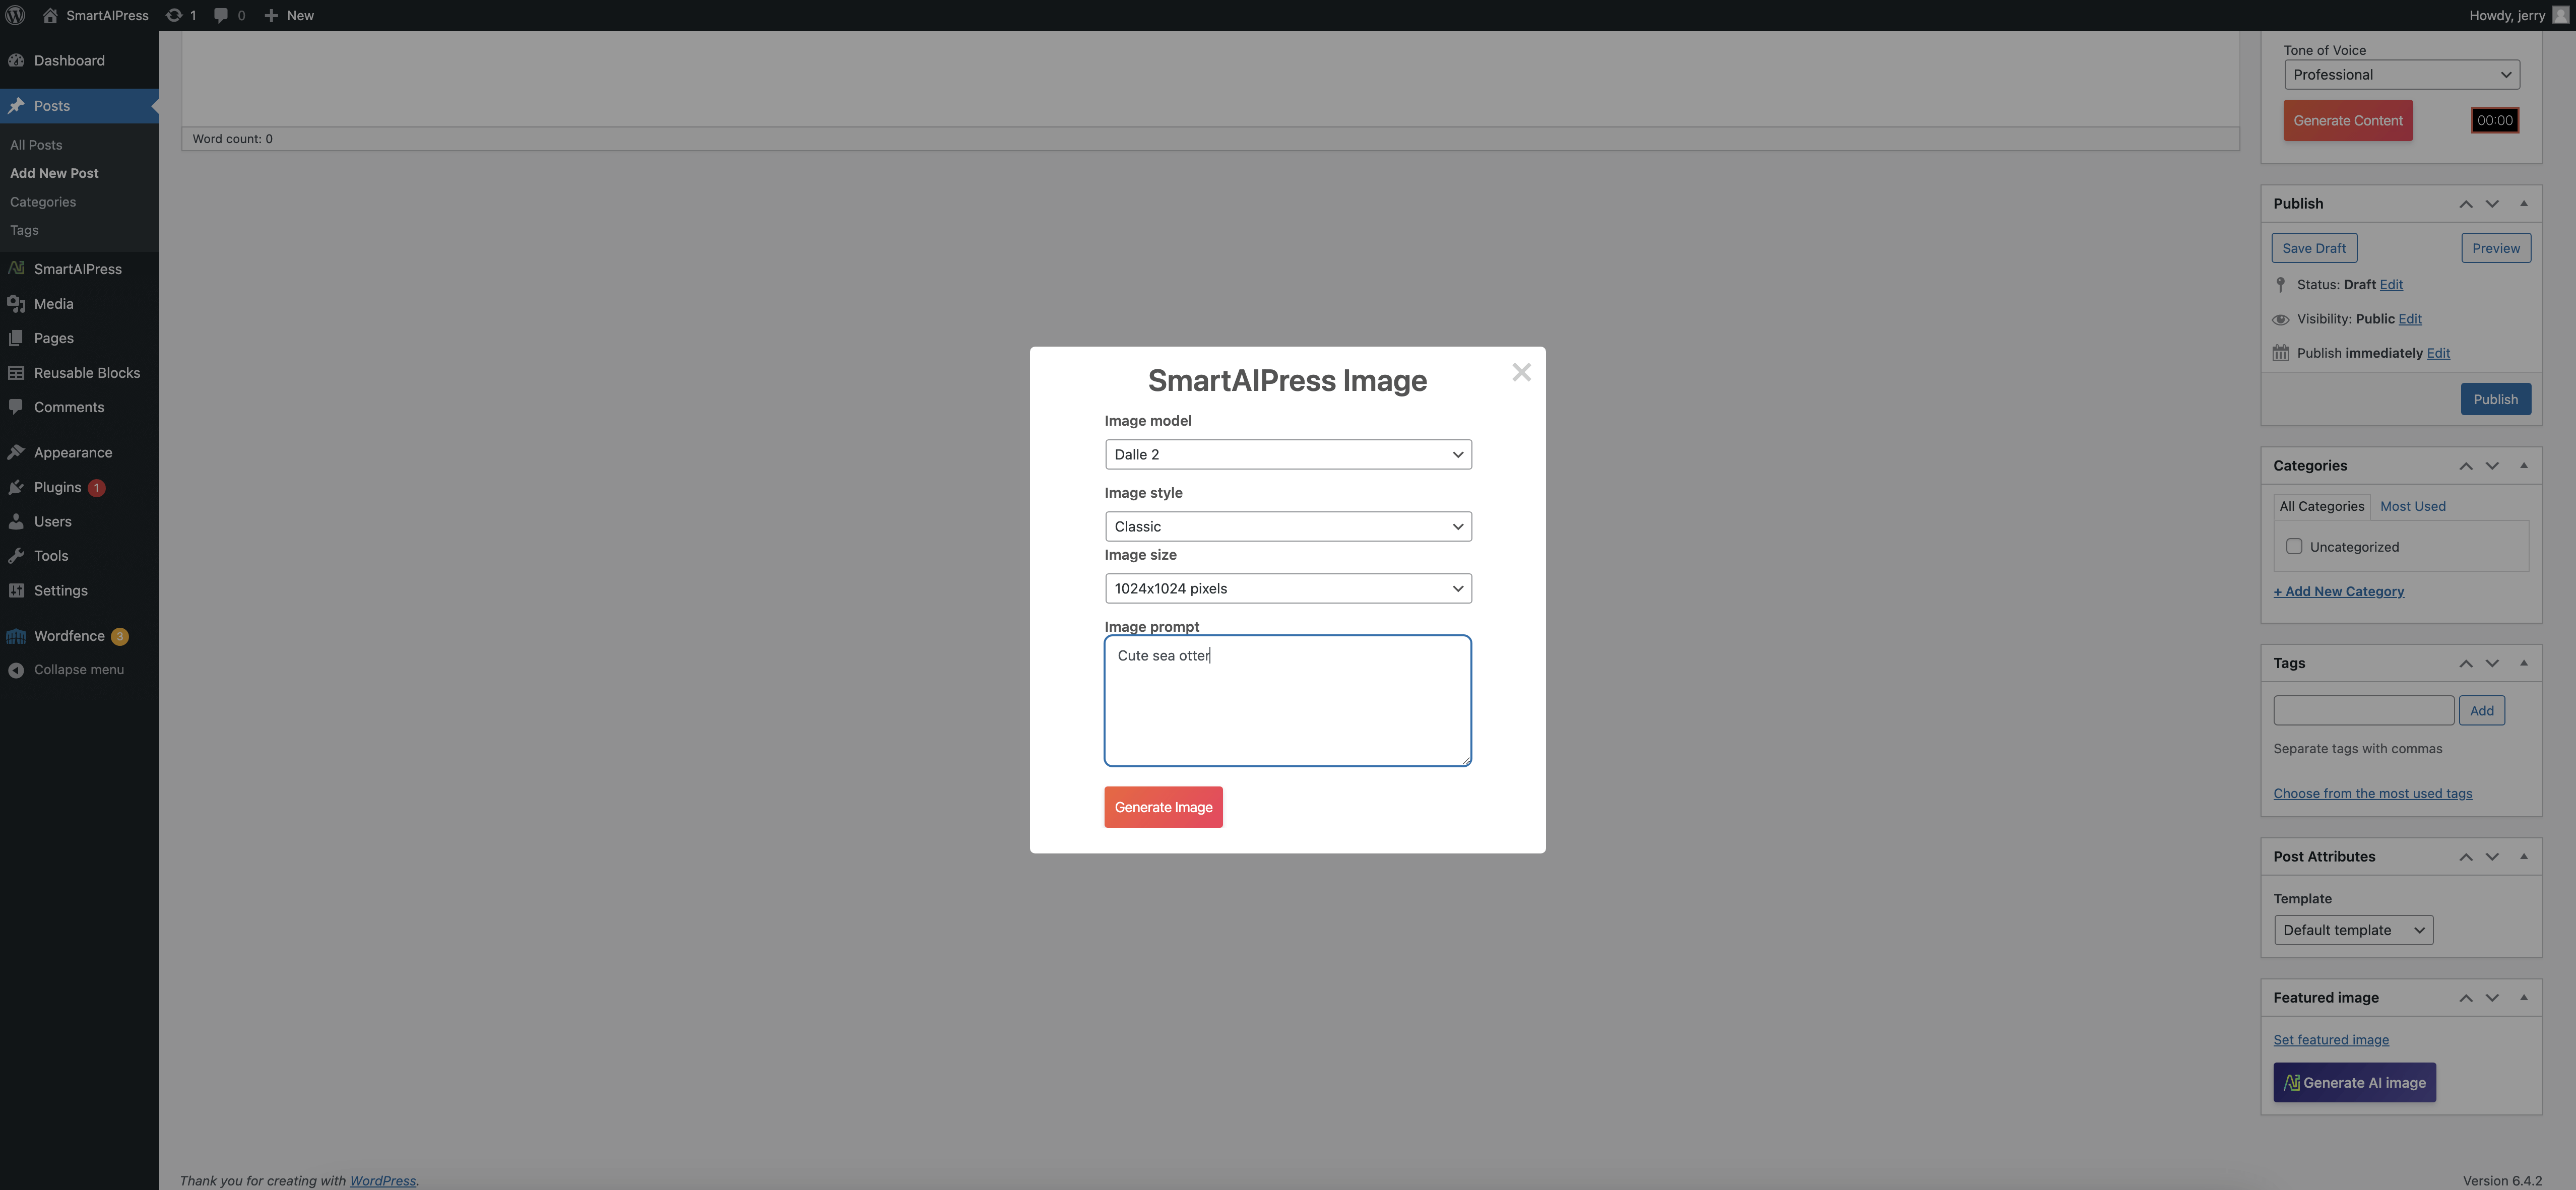 SmartAIPress
1
0
New
Howdy, jerry
Dashboard
Posts
All Posts
Add New Post
Categories
Tags
SmartAIPress
Media
Pages
Reusable Blocks
Comments
Appearance
Plugins 1
Users
Tools
Settings
Wordfence 3
Collapse menu
Word count: 0
SmartAIPress Image
Image model
Dalle 2
Image style
Classic
Image size
1024x1024 pixels
Image prompt
Cute sea otter
Generate Image
Tone of Voice
Professional
Generate Content
00:00
Publish
Save Draft
Preview
Status: Draft Edit
Visibility: Public Edit
Publish immediately Edit
Publish
Categories
All Categories
Most Used
Uncategorized
+ Add New Category
Tags
Add
Separate tags with commas
Choose from the most used tags
Post Attributes
Template
Default template
Featured image
Set featured image
Generate AI image
Thank you for creating with WordPress.
Version 6.4.2